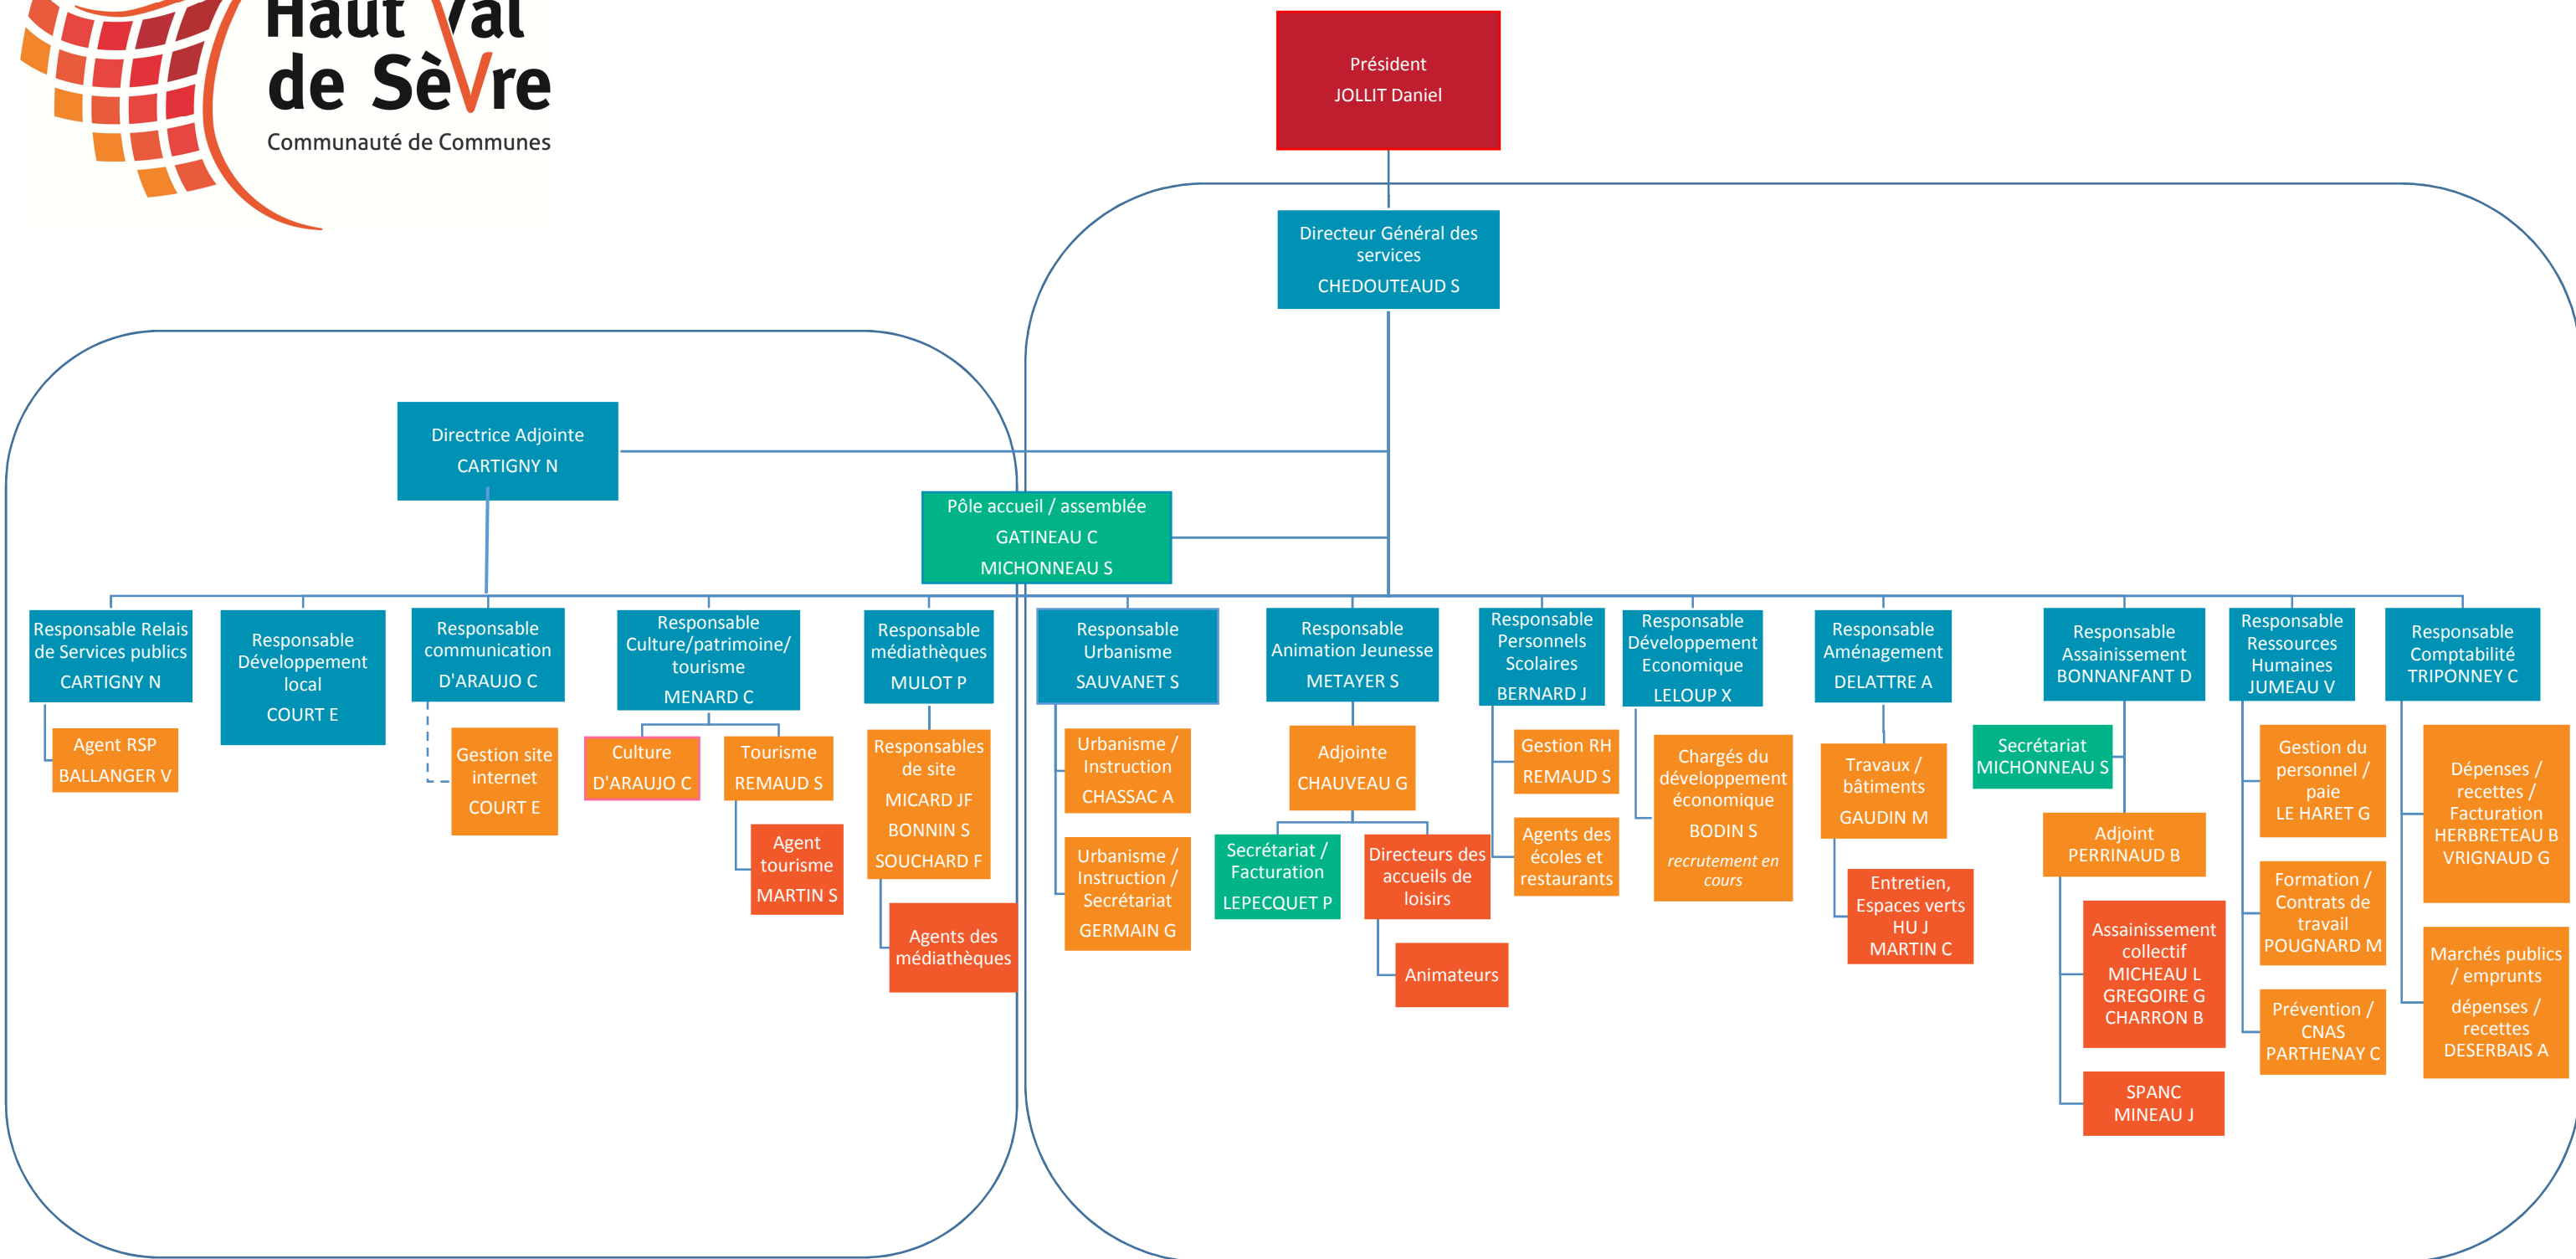 Haut Val
de Sèvre
Communauté de Communes
Président
JOLLIT Daniel
Directeur Général des
services
CHEDOUTEAUD S
Directrice Adjointe
CARTIGNY N
Pôle accueil / assemblée
GATINEAU C
MICHONNEAU S
Responsable Relais
de Services publics
CARTIGNY N
Agent RSP
BALLANGER V
Responsable
Développement
local
COURT E
Responsable
communication
D'ARAUJO C
Gestion site
internet
COURT E
Responsable
Culture/patrimoine/
tourisme
MENARD C
Culture
D'ARAUJO C
Tourisme
REMAUD S
Agent
tourisme
MARTIN S
Responsable
médiathèques
MULOT P
Responsables
de site
MICARD JF
BONNIN S
SOUCHARD F
Agents des
médiathèques
Responsable
Urbanisme
SAUVANET S
Urbanisme /
Instruction
CHASSAC A
Urbanisme /
Instruction /
Secrétariat
GERMAIN G
Responsable
Animation Jeunesse
METAYER S
Adjointe
CHAUVEAU G
Secrétariat /
Facturation
LEPECQUET P
Directeurs des
accueils de
loisirs
Animateurs
Responsable
Personnels
Scolaires
BERNARD J
Gestion RH
REMAUD S
Agents des
écoles et
restaurants
Responsable
Développement
Economique
LELOUP X
Chargés du
développement
économique
BODIN S
recrutement en
cours
Responsable
Aménagement
DELATTRE A
Travaux /
bâtiments
GAUDIN M
Entretien,
Espaces verts
HU J
MARTIN C
Responsable
Assainissement
BONNANFANT D
Secrétariat
MICHONNEAU S
Adjoint
PERRINAUD B
Assainissement
collectif
MICHEAU L
GREGOIRE G
CHARRON B
SPANC
MINEAU J
Responsable
Ressources
Humaines
JUMEAU V
Gestion du
personnel /
paie
LE HARET G
Formation /
Contrats de
travail
POUGNARD M
Prévention /
CNAS
PARTHENAY C
Responsable
Comptabilité
TRIPONNEY C
Dépenses /
recettes /
Facturation
HERBRETEAU B
VRIGNAUD G
Marchés publics
/ emprunts
dépenses /
recettes
DESERBAIS A